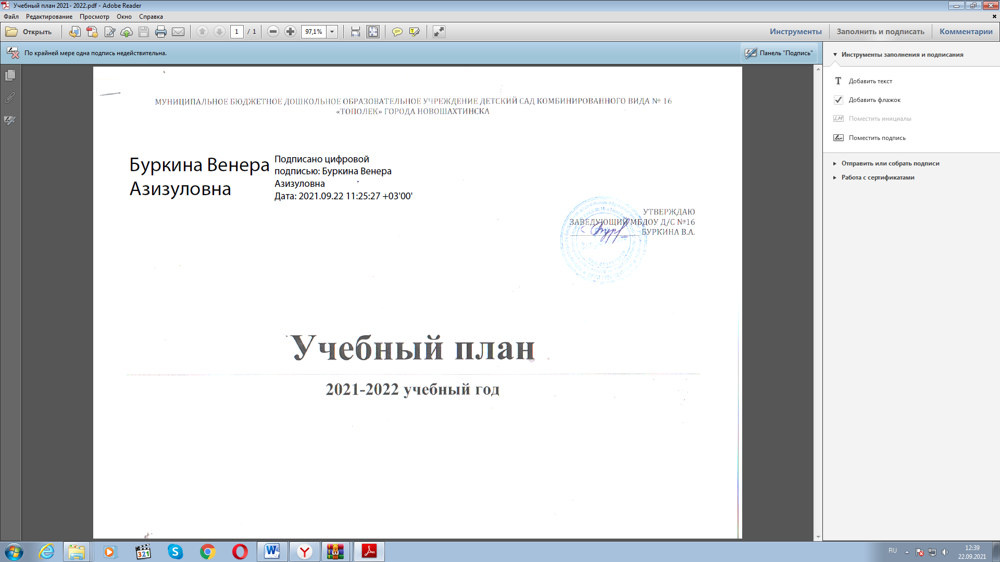 Учебный план 2021- 2022.pdf - Adobe Reader
Файл Редактирование Просмотр Окно Справка
Открыть 1 / 1 97,1% Инструменты Заполнить и подписать Комментарии
По крайней мере одна подпись недействительна. Панель "Подпись"
Инструменты заполнения и подписания
Добавить текст
Добавить флажок
Поместить инициалы
Поместить подпись
Отправить или собрать подписи
Работа с сертификатами
МУНИЦИПАЛЬНОЕ БЮДЖЕТНОЕ ДОШКОЛЬНОЕ ОБРАЗОВАТЕЛЬНОЕ УЧРЕЖДЕНИЕ ДЕТСКИЙ САД КОМБИНИРОВАННОГО ВИДА № 16
«ТОПОЛЕК» ГОРОДА НОВОШАХТИНСКА
Буркина Венера
Азизуловна
Подписано цифровой
подписью: Буркина Венера
Азизуловна
Дата: 2021.09.22 11:25:27 +03'00'
УТВЕРЖДАЮ
ЗАВЕДУЮЩИЙ МБДОУ Д/С №16
БУРКИНА В.А.
Учебный план
2021-2022 учебный год
RU
12:39
22.09.2021